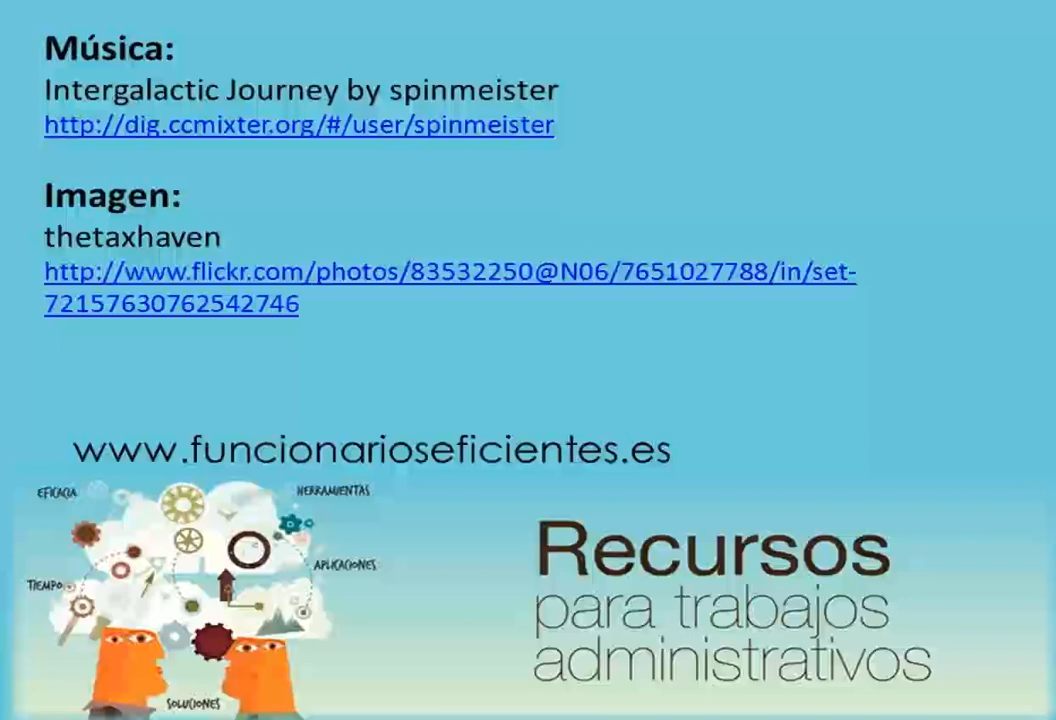 Música:
Intergalactic Journey by spinmeister
http://dig.ccmixter.org/#/user/spinmeister
Imagen:
thetaxhaven
http://www.flickr.com/photos/83532250@N06/7651027788/in/set-
72157630762542746
www.funcionarioseficientes.es
EFICACIA
HERRAMIENTAS
APLICACIONES
TIEMPO
SOLUCIONES
Recursos
para trabajos
administrativos